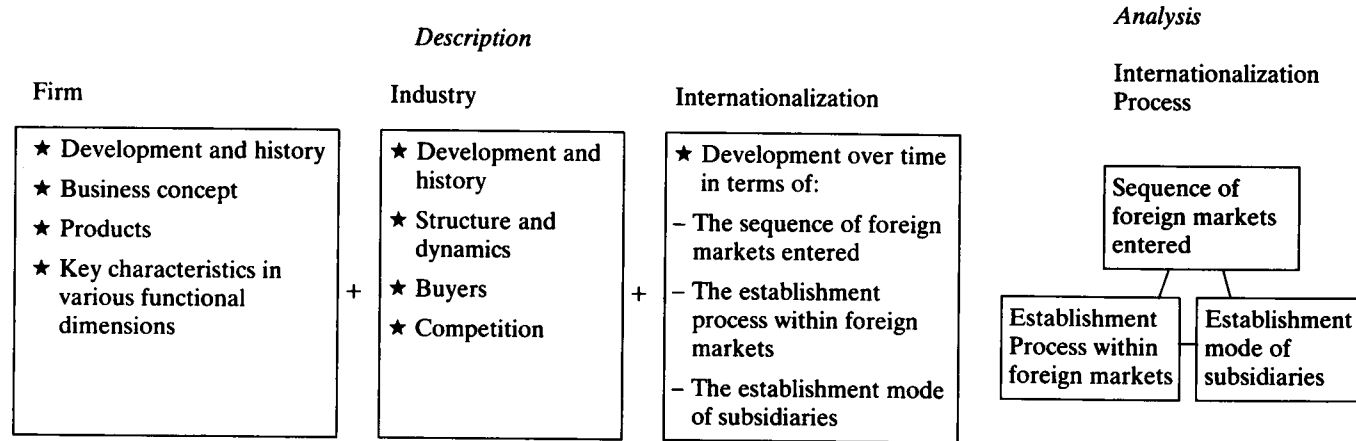 Description
Analysis
Firm
Industry
Internationalization
Internationalization
Process
★ Development and history
★ Business concept
★ Products
★ Key characteristics in
various functional
dimensions
+
★ Development and
history
★ Structure and
dynamics
★ Buyers
★ Competition
+
★ Development over time
in terms of:
– The sequence of foreign
markets entered
– The establishment
process within foreign
markets
– The establishment mode
of subsidiaries
Sequence of
foreign markets
entered
Establishment
Process within
foreign markets
Establishment
mode of
subsidiaries